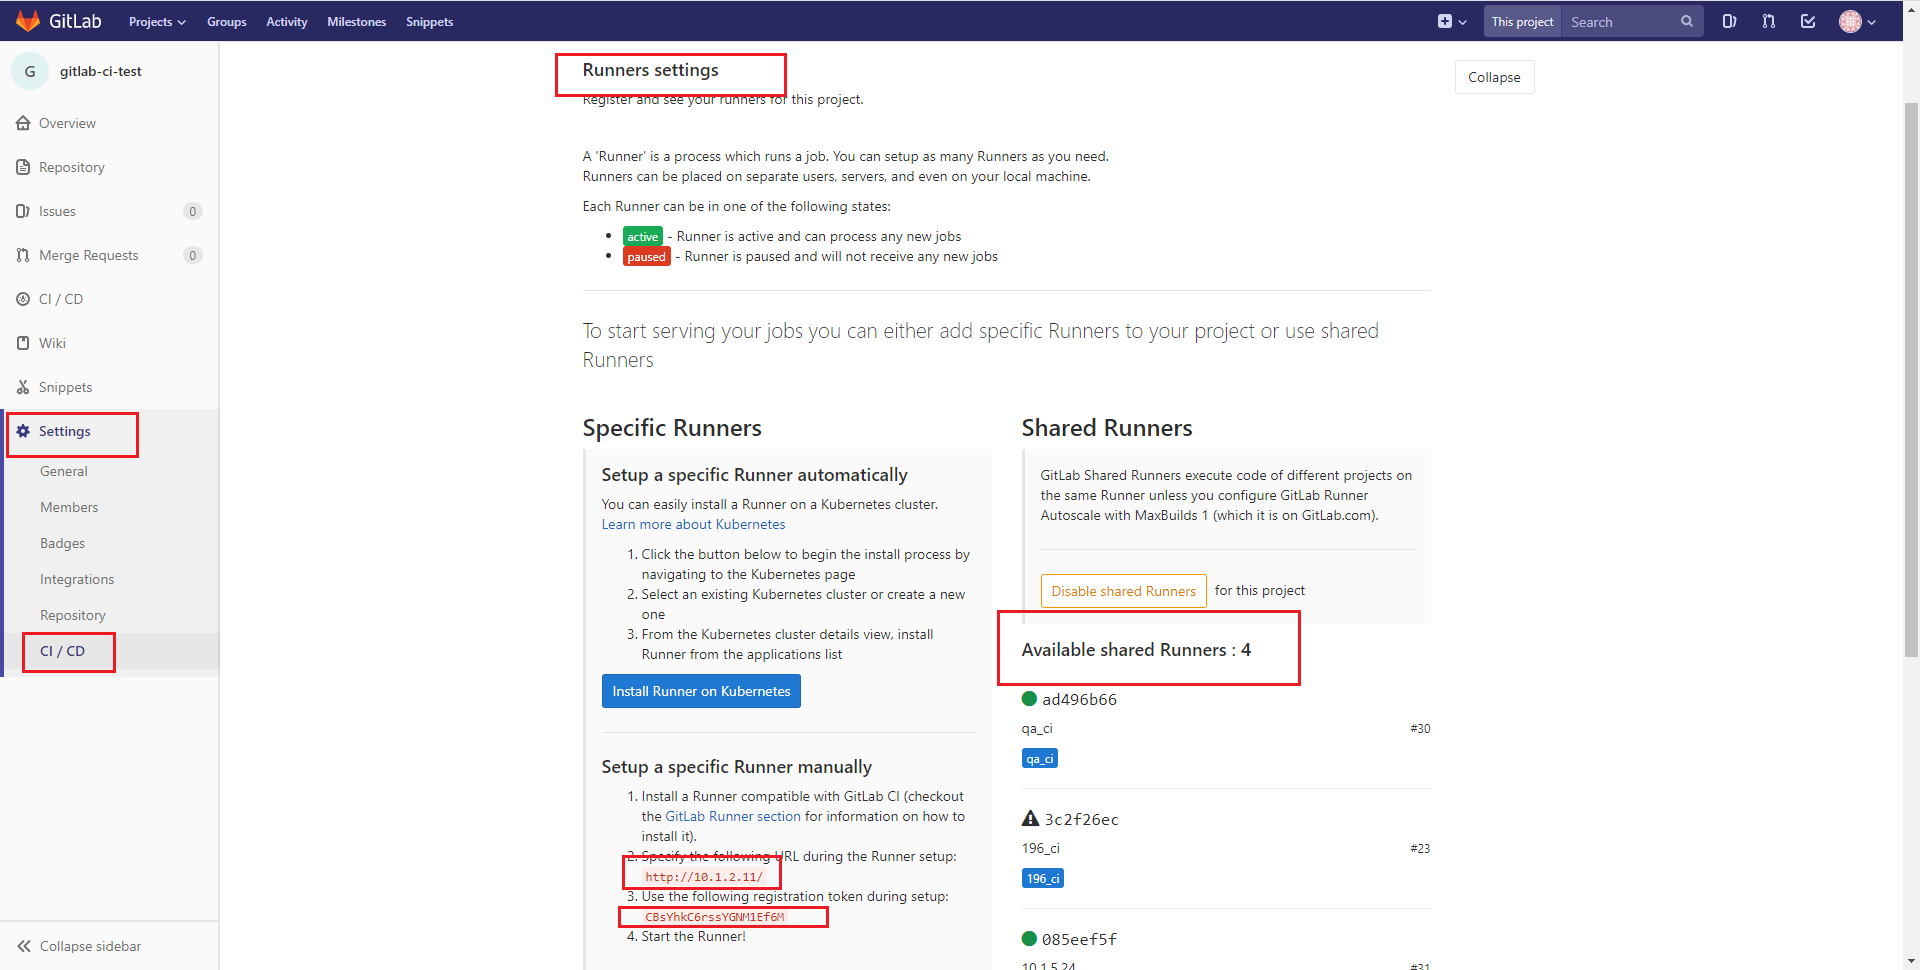 GitLab Projects Groups Activity Milestones Snippets This project Search
G gitlab-ci-test
Overview
Repository
Issues 0
Merge Requests 0
CI / CD
Wiki
Snippets
Settings
General
Members
Badges
Integrations
Repository
CI / CD
Collapse sidebar
Runners settings
Collapse
Register and see your runners for this project.
A 'Runner' is a process which runs a job. You can setup as many Runners as you need.
Runners can be placed on separate users, servers, and even on your local machine.
Each Runner can be in one of the following states:
active - Runner is active and can process any new jobs
paused - Runner is paused and will not receive any new jobs
To start serving your jobs you can either add specific Runners to your project or use shared
Runners
Specific Runners
Setup a specific Runner automatically
You can easily install a Runner on a Kubernetes cluster.
Learn more about Kubernetes
1. Click the button below to begin the install process by
navigating to the Kubernetes page
2. Select an existing Kubernetes cluster or create a new
one
3. From the Kubernetes cluster details view, install
Runner from the applications list
Install Runner on Kubernetes
Setup a specific Runner manually
1. Install a Runner compatible with GitLab CI (checkout
the GitLab Runner section for information on how to
install it).
2. Specify the following URL during the Runner setup:
http://10.1.2.11/
3. Use the following registration token during setup:
CBsYhkC6rssYGNM1Ef6M
4. Start the Runner!
Shared Runners
GitLab Shared Runners execute code of different projects on
the same Runner unless you configure GitLab Runner
Autoscale with MaxBuilds 1 (which it is on GitLab.com).
Disable shared Runners for this project
Available shared Runners : 4
ad496b66
qa_ci #30
qa_ci
3c2f26ec
196_ci #23
196_ci
085eef5f
10.1.5.24 #31